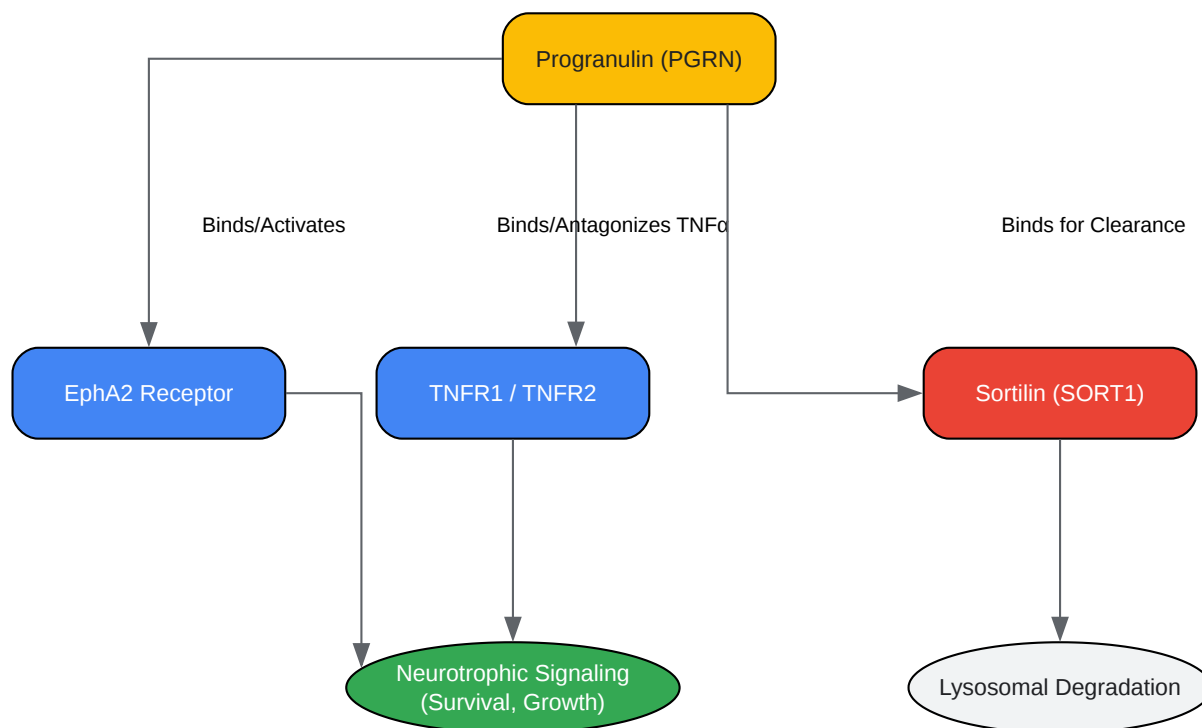 Progranulin (PGRN)
Binds/Activates
Binds/Antagonizes TNFα
Binds for Clearance
EphA2 Receptor
TNFR1 / TNFR2
Sortilin (SORT1)
Neurotrophic Signaling
(Survival, Growth)
Lysosomal Degradation